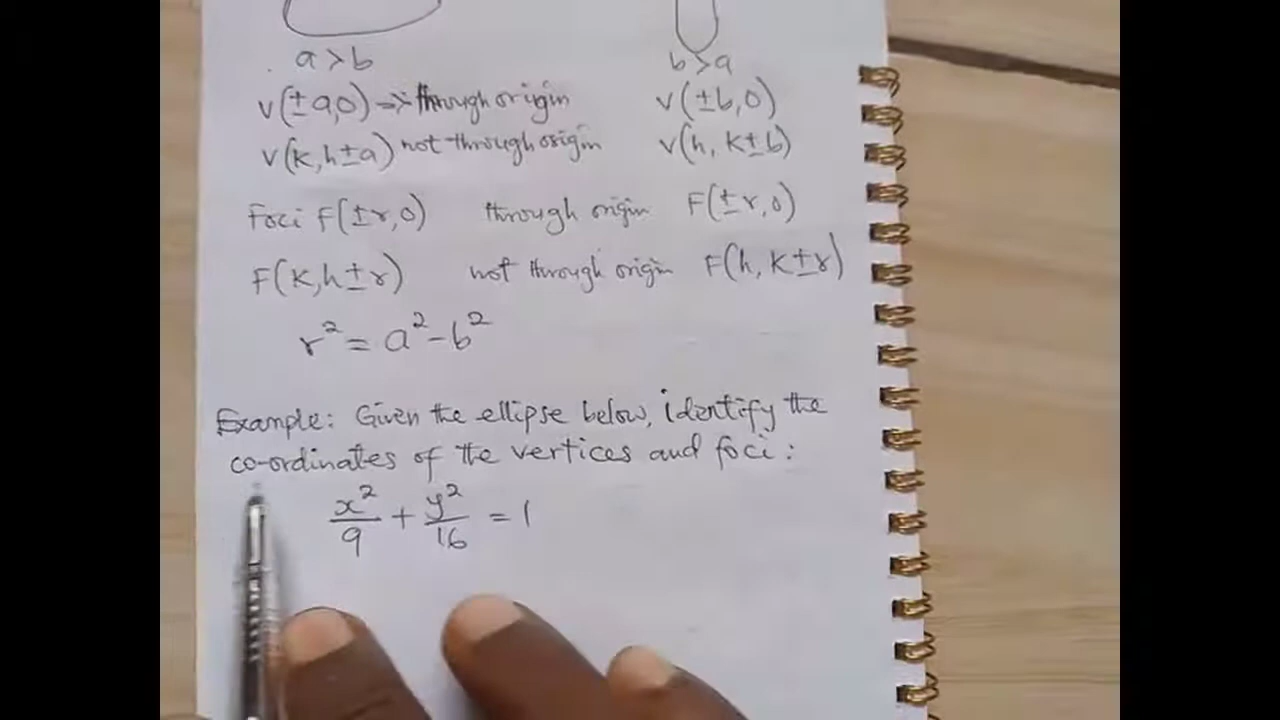 a > b b > a
V(±a,0) → through origin V(±b,0)
V(k,h±a) not through origin V(h, k±b)
Foci F(±r,0) through origin F(±r,0)
F(k,h±r) not through origin F(h, k±r)
r² = a² - b²
Example: Given the ellipse below, identify the
co-ordinates of the vertices and foci:
x²/9 + y²/16 = 1